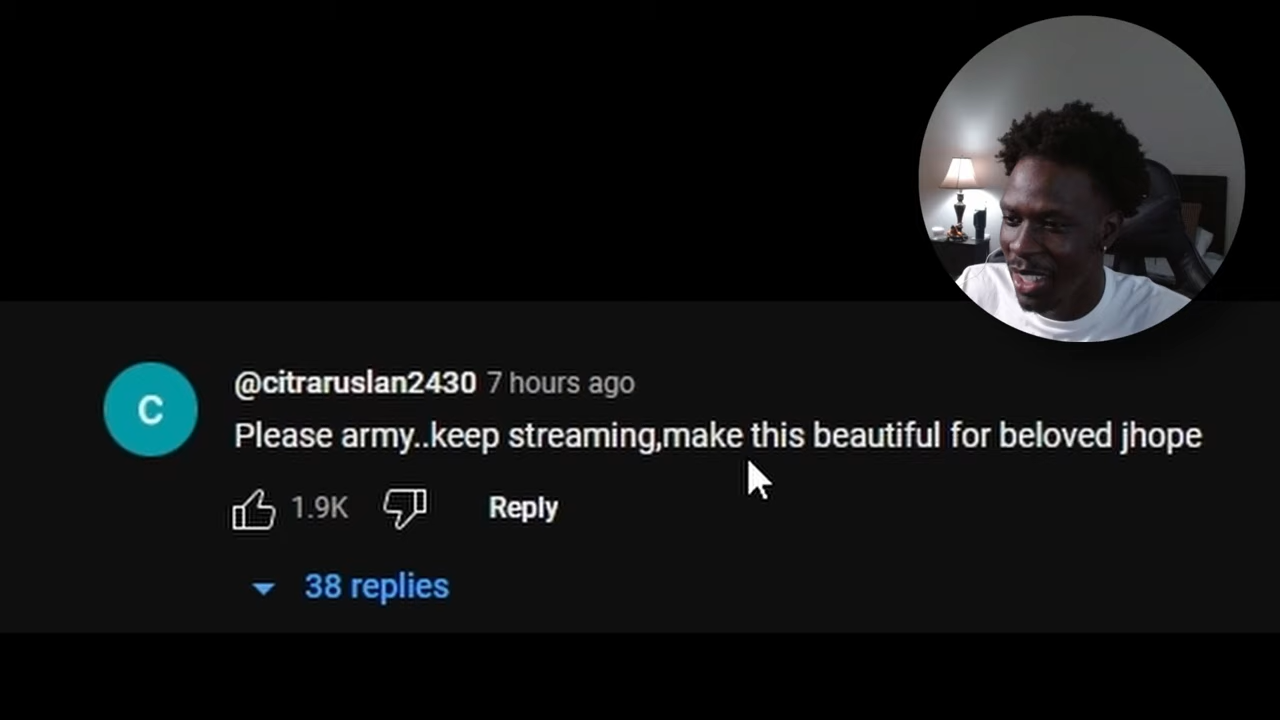 C
@citraruslan2430 7 hours ago
Please army..keep streaming,make this beautiful for beloved jhope
1.9K Reply
38 replies